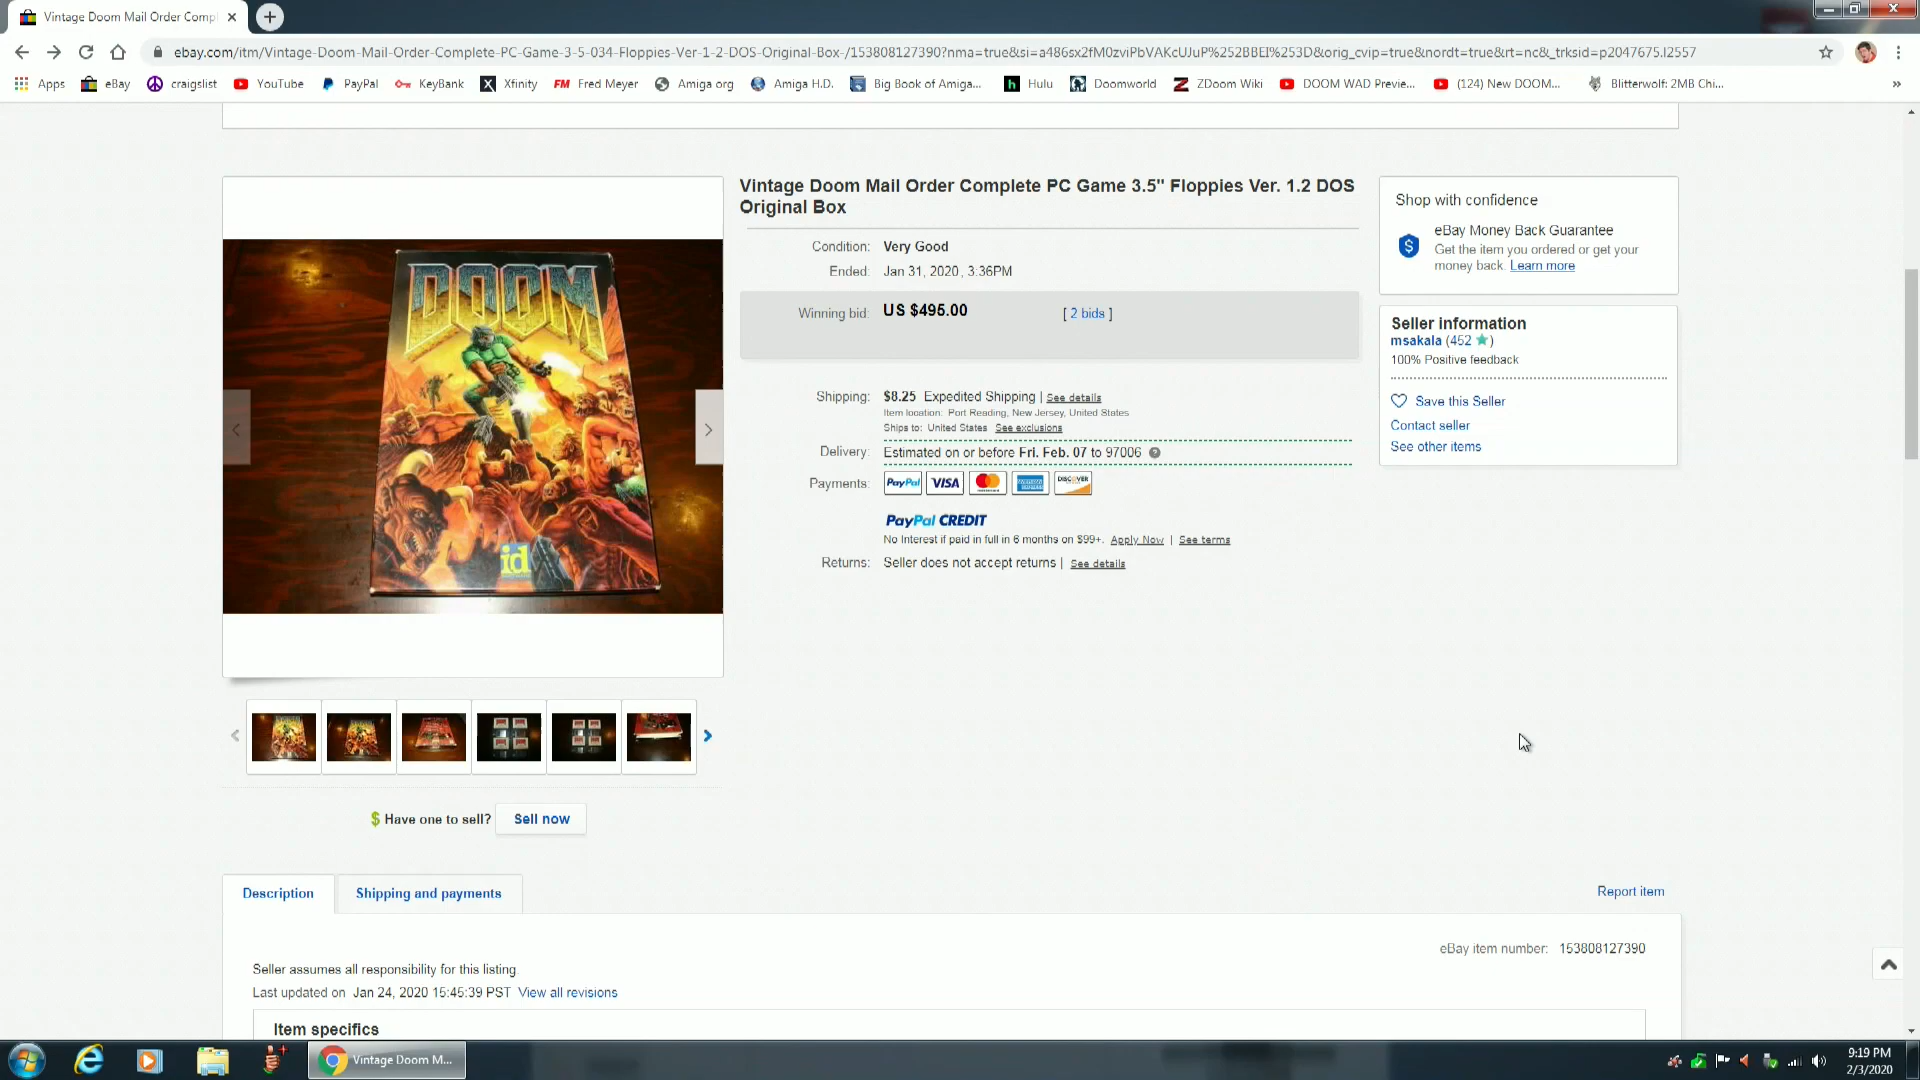 Vintage Doom Mail Order Comp
ebay.com/itm/Vintage-Doom-Mail-Order-Complete-PC-Game-3-5-034-Floppies-Ver-1-2-DOS-Original-Box-/153808127390?nma=true&si=a486sx2fM0zviPbVAKcUJuP%252BBEI%253D&orig_cvip=true&nordt=true&rt=nc&_trksid=p2047675.l2557
Apps eBay craigslist YouTube PayPal KeyBank Xfinity Fred Meyer Amiga org Amiga H.D. Big Book of Amiga... Hulu Doomworld ZDoom Wiki DOOM WAD Previe... (124) New DOOM... Blitterwolf: 2MB Chi... »
Vintage Doom Mail Order Complete PC Game 3.5" Floppies Ver. 1.2 DOS
Original Box
Condition: Very Good
Ended: Jan 31, 2020 , 3:36PM
Winning bid: US $495.00 [ 2 bids ]
Shipping: $8.25 Expedited Shipping | See details
Item location: Port Reading, New Jersey, United States
Ships to: United States See exclusions
Delivery: Estimated on or before Fri. Feb. 07 to 97006
Payments: PayPal VISA DISCOVER
PayPal CREDIT
No Interest if paid in full in 6 months on $99+. Apply Now | See terms
Returns: Seller does not accept returns | See details
Shop with confidence
eBay Money Back Guarantee
Get the item you ordered or get your
money back. Learn more
Seller information
msakala (452 )
100% Positive feedback
Save this Seller
Contact seller
See other items
DOOM
id
$ Have one to sell? Sell now
Description Shipping and payments
Report item
eBay item number: 153808127390
Seller assumes all responsibility for this listing.
Last updated on Jan 24, 2020 15:45:39 PST View all revisions
Item specifics
Vintage Doom M...
9:19 PM
2/3/2020